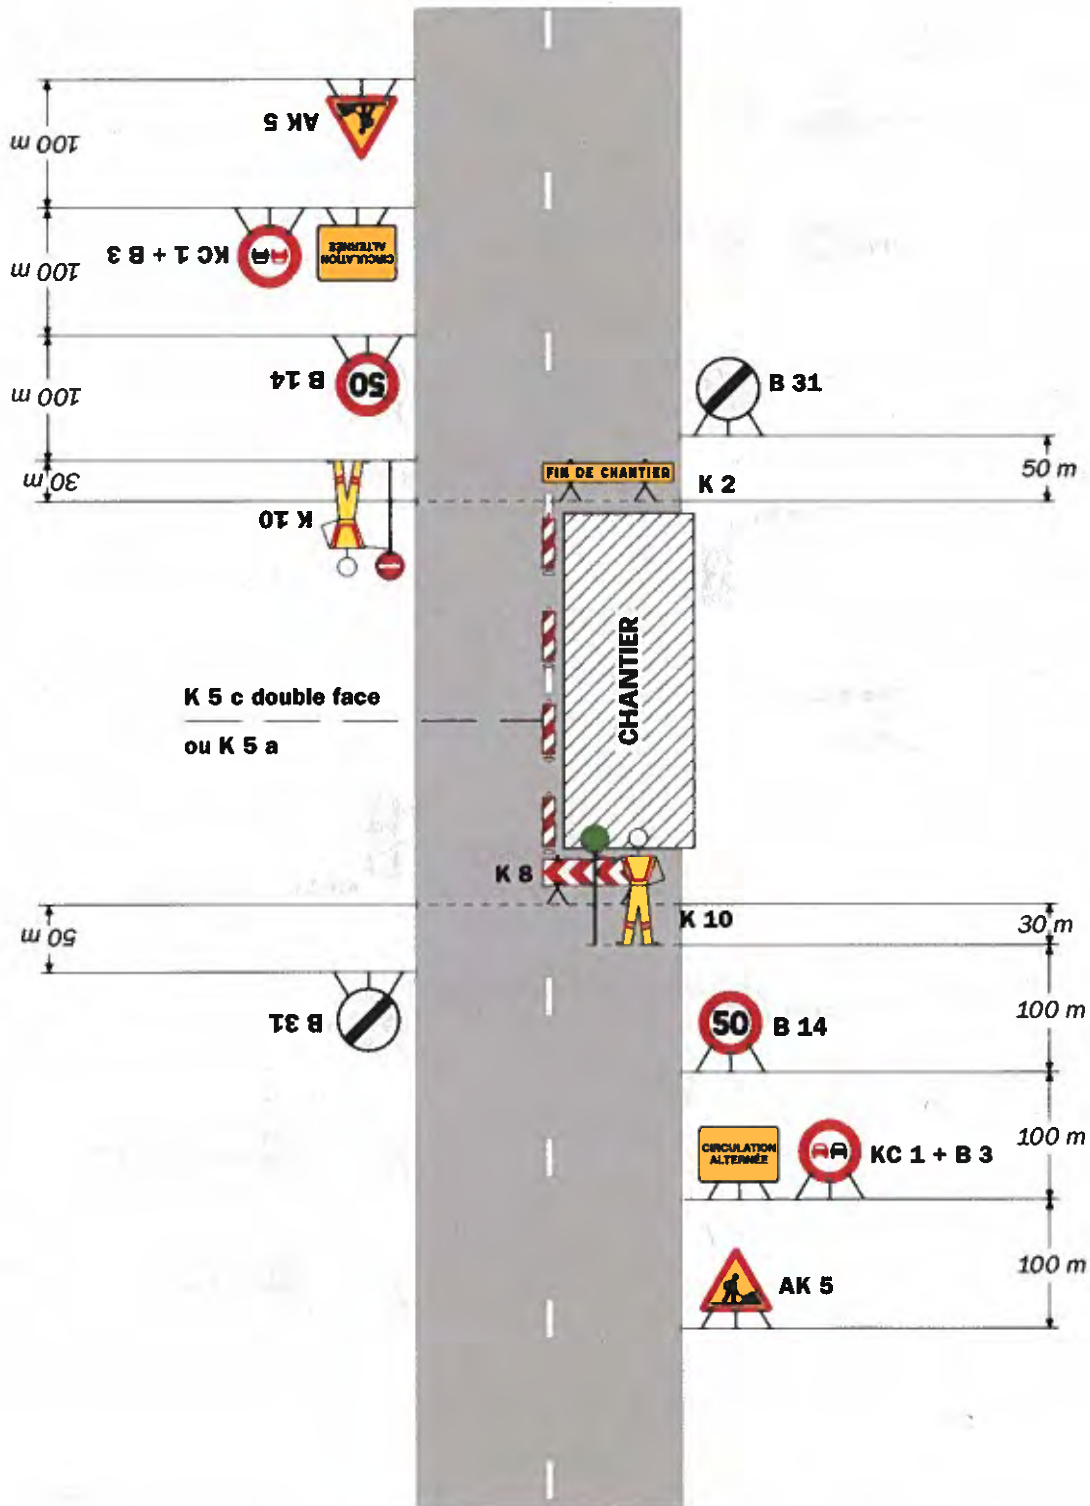 100 m
AK 5
100 m
KC 1 + B 3
CIRCULATION
ALTERNÉE
100 m
B 14
50
B 31
30 m
FIN DE CHANTIER
K 2
50 m
K 10
CHANTIER
K 5 c double face
ou K 5 a
K 8
K 10
30 m
50 m
B 31
50
B 14
100 m
CIRCULATION
ALTERNÉE
KC 1 + B 3
100 m
AK 5
100 m